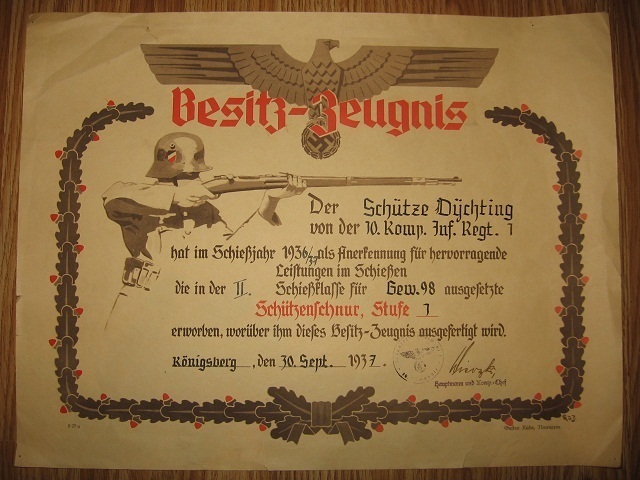 Besitz-Zeugnis
Der Schütze Dÿchting
von der 10. Komp. Inf. Regt. 1
hat im Schießjahr 1936/37 als Anerkennung für hervorragende
Leistungen im Schießen
die in der II. Schießklasse für Gew. 98 ausgesetzte
Schützenschnur, Stufe 1
erworben, worüber ihm dieses Besitz-Zeugnis ausgefertigt wird.
Königsberg, den 30. Sept. 1937.
Hauptmann und Komp.-Chef